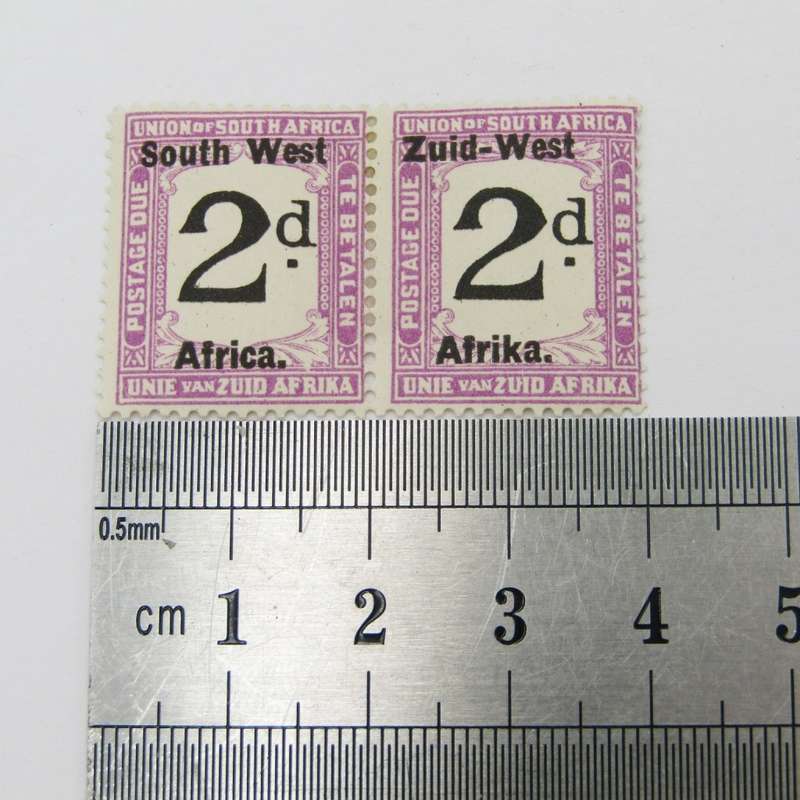 UNION OF SOUTH AFRICA
South West
POSTAGE DUE
2d.
TE BETALEN
Africa.
UNIE VAN ZUID AFRIKA
UNION OF SOUTH AFRICA
Zuid-West
POSTAGE DUE
2d.
TE BETALEN
Afrika.
UNIE VAN ZUID AFRIKA
0.5mm
cm 1 2 3 4 5